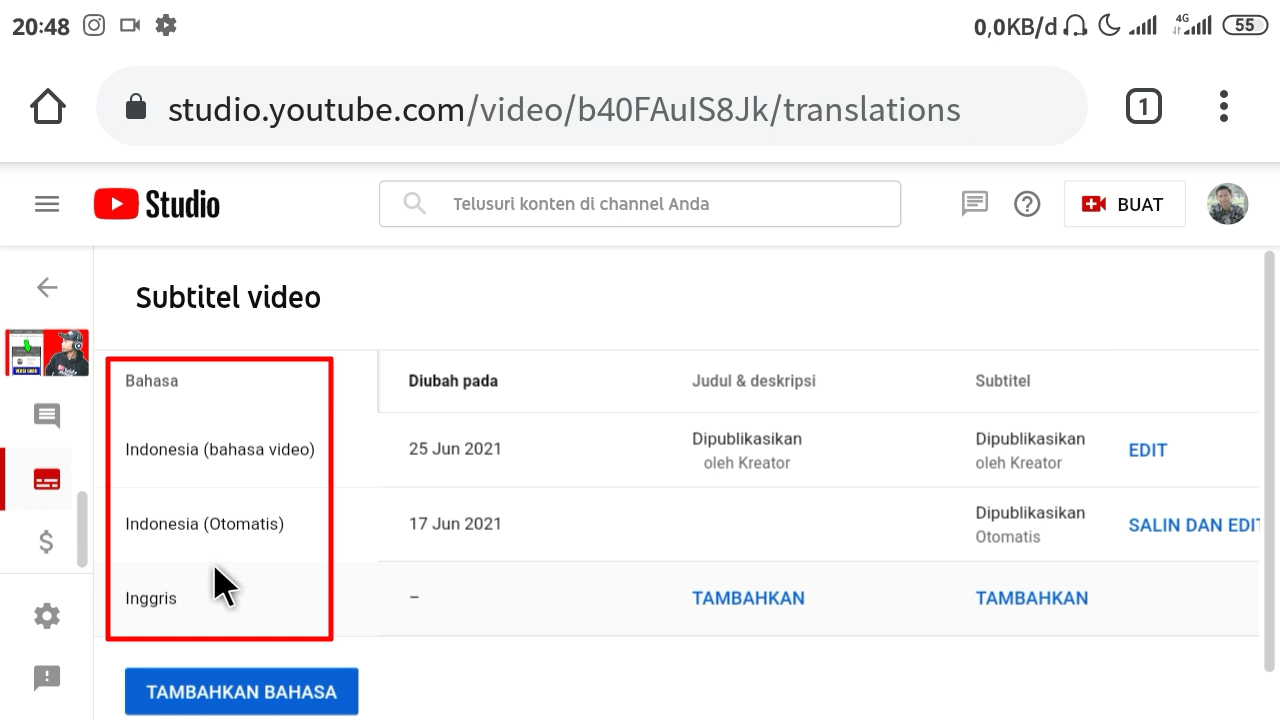 20:48 0,0KB/d 4G 55
studio.youtube.com/video/b40FAuIS8Jk/translations 1
Studio Telusuri konten di channel Anda BUAT
Subtitel video
Bahasa Diubah pada Judul & deskripsi Subtitel
Indonesia (bahasa video) 25 Jun 2021 Dipublikasikan Dipublikasikan EDIT
oleh Kreator oleh Kreator
Indonesia (Otomatis) 17 Jun 2021 Dipublikasikan SALIN DAN EDIT
Otomatis
Inggris – TAMBAHKAN TAMBAHKAN
TAMBAHKAN BAHASA